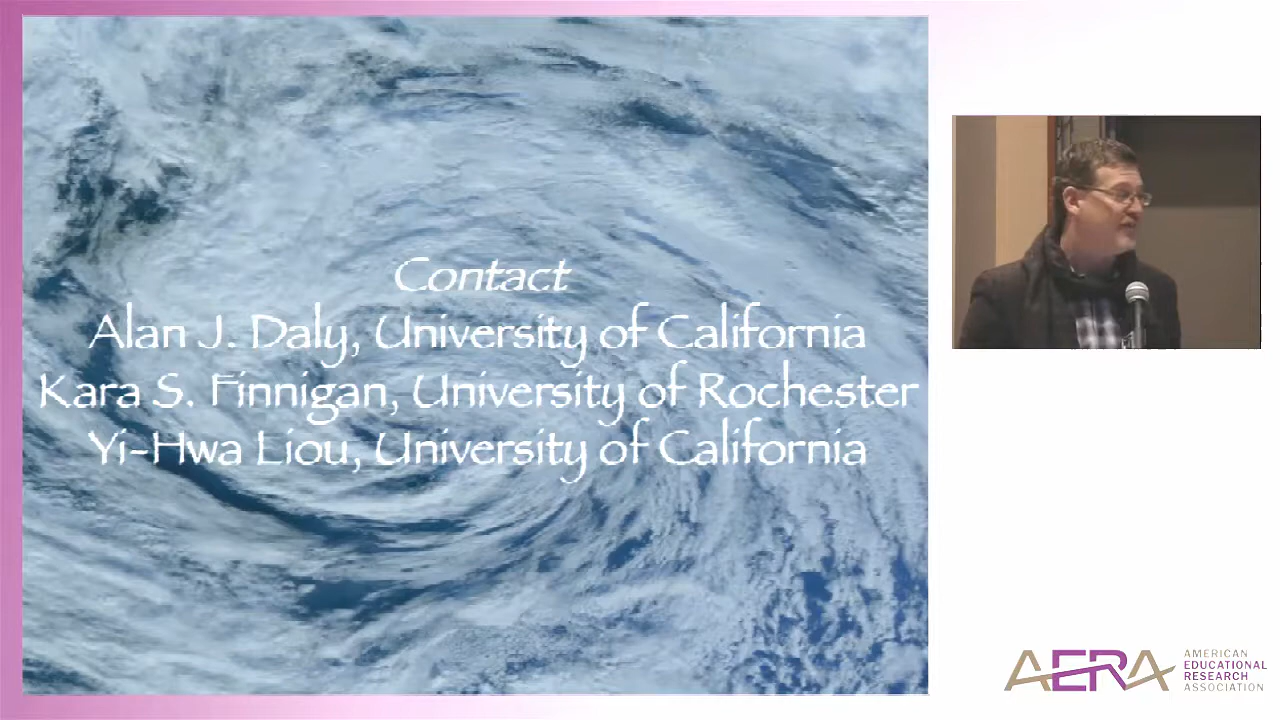 Contact
Alan J. Daly, University of California
Kara S. Finnigan, University of Rochester
Yi-Hwa Liou, University of California
AERA
AMERICAN
EDUCATIONAL
RESEARCH
ASSOCIATION